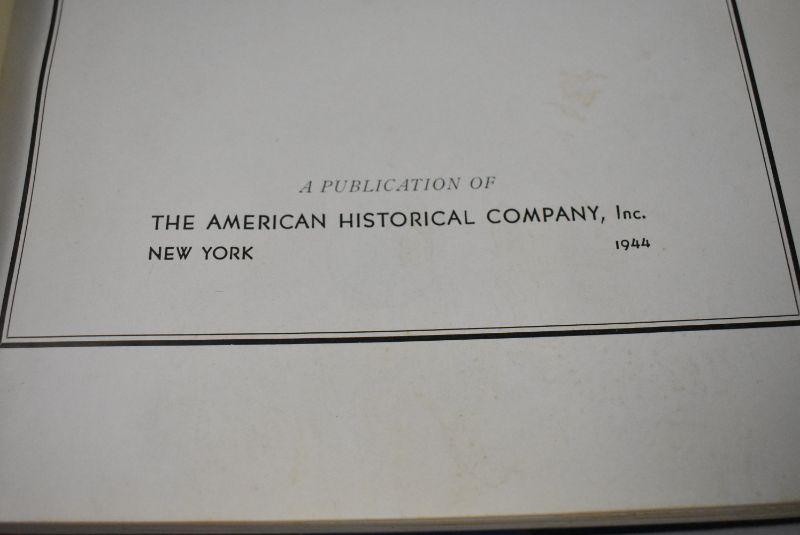 A PUBLICATION OF
THE AMERICAN HISTORICAL COMPANY, Inc.
NEW YORK 1944